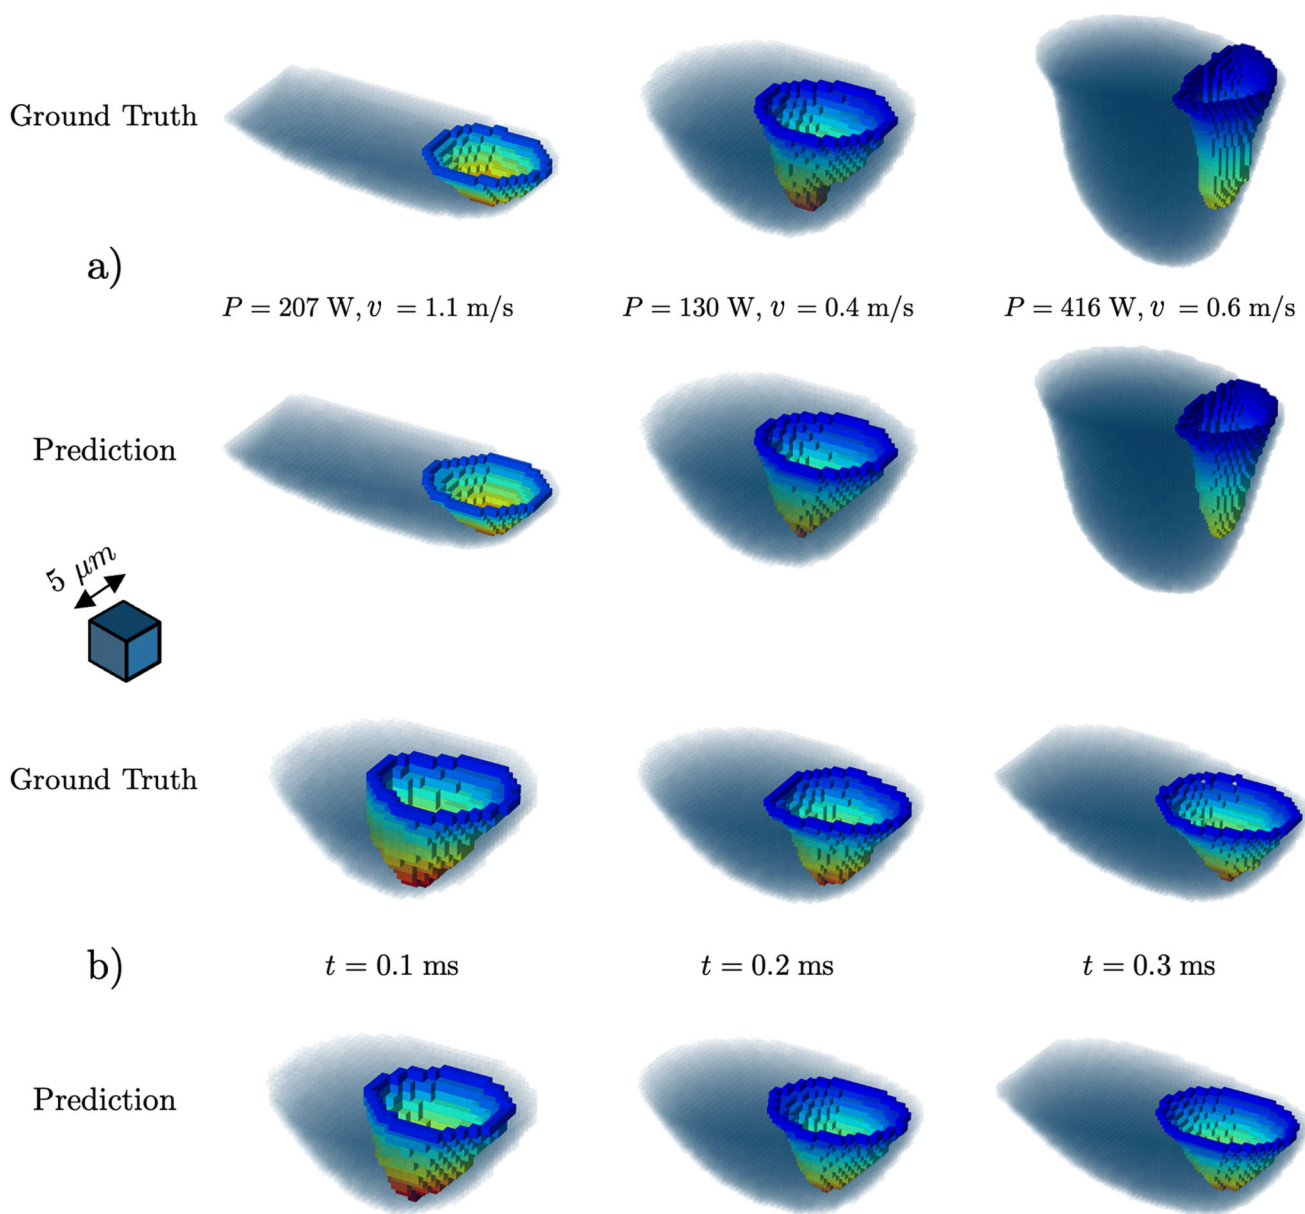 Ground Truth
a)
P = 207 W, v = 1.1 m/s
P = 130 W, v = 0.4 m/s
P = 416 W, v = 0.6 m/s
Prediction
5 μm
Ground Truth
b)
t = 0.1 ms
t = 0.2 ms
t = 0.3 ms
Prediction